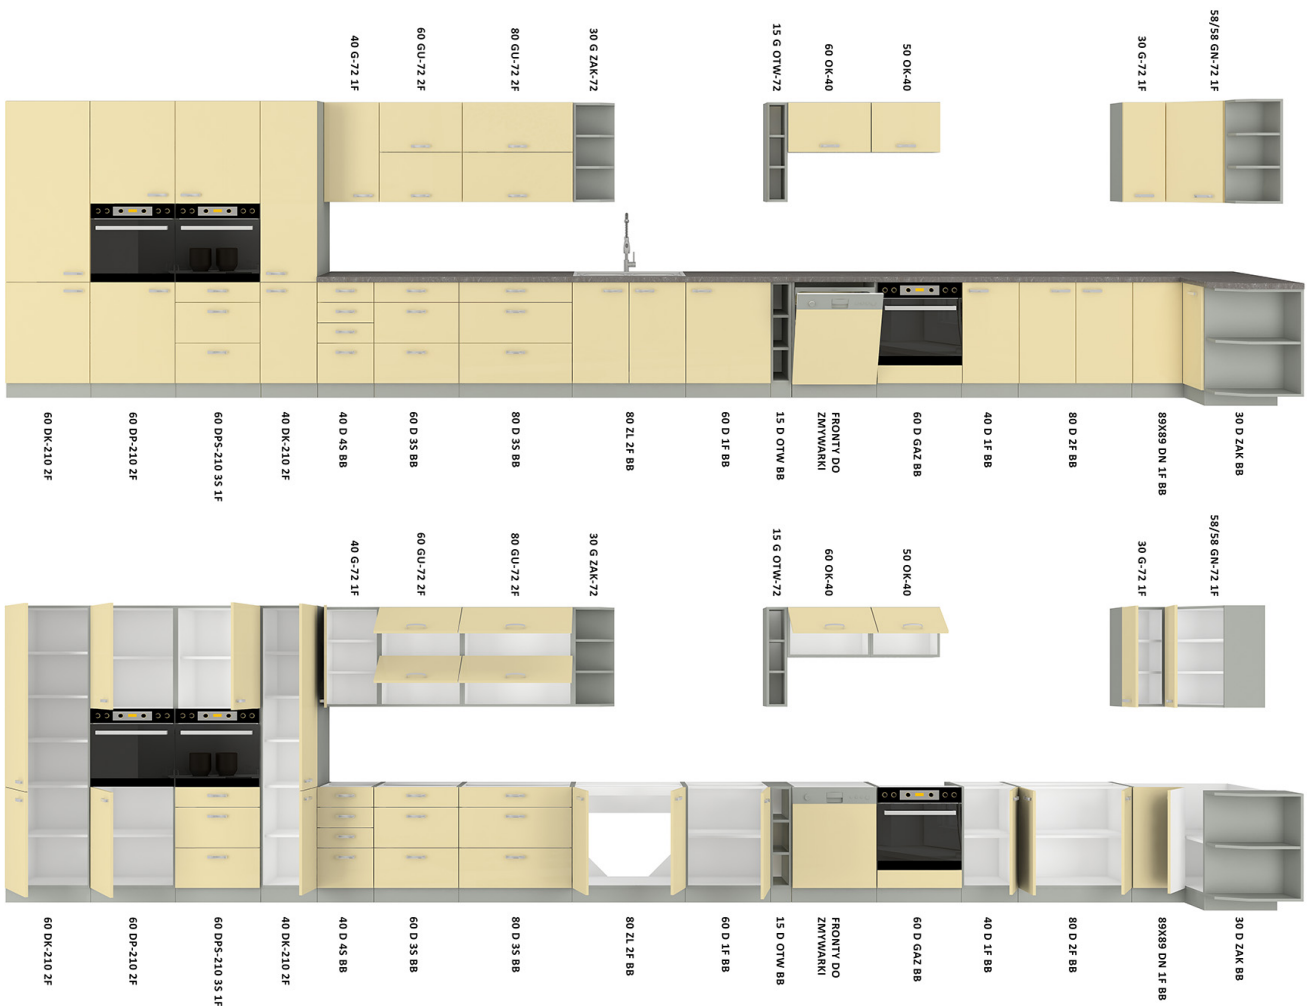 40 G-72 1F
60 GU-72 2F
80 GU-72 2F
30 G ZAK-72
15 G OTW-72
60 OK-40
50 OK-40
30 G-72 1F
58/58 GN-72 1F
60 DK-210 2F
60 DP-210 2F
60 DPS-210 3S 1F
40 DK-210 2F
40 D 4S BB
60 D 3S BB
80 D 3S BB
80 ZL 2F BB
60 D 1F BB
15 D OTW BB
FRONTY DO
ZMYWARKI
60 D GAZ BB
40 D 1F BB
80 D 2F BB
89X89 DN 1F BB
30 D ZAK BB
40 G-72 1F
60 GU-72 2F
80 GU-72 2F
30 G ZAK-72
15 G OTW-72
60 OK-40
50 OK-40
30 G-72 1F
58/58 GN-72 1F
60 DK-210 2F
60 DP-210 2F
60 DPS-210 3S 1F
40 DK-210 2F
40 D 4S BB
60 D 3S BB
80 D 3S BB
80 ZL 2F BB
60 D 1F BB
15 D OTW BB
FRONTY DO
ZMYWARKI
60 D GAZ BB
40 D 1F BB
80 D 2F BB
89X89 DN 1F BB
30 D ZAK BB